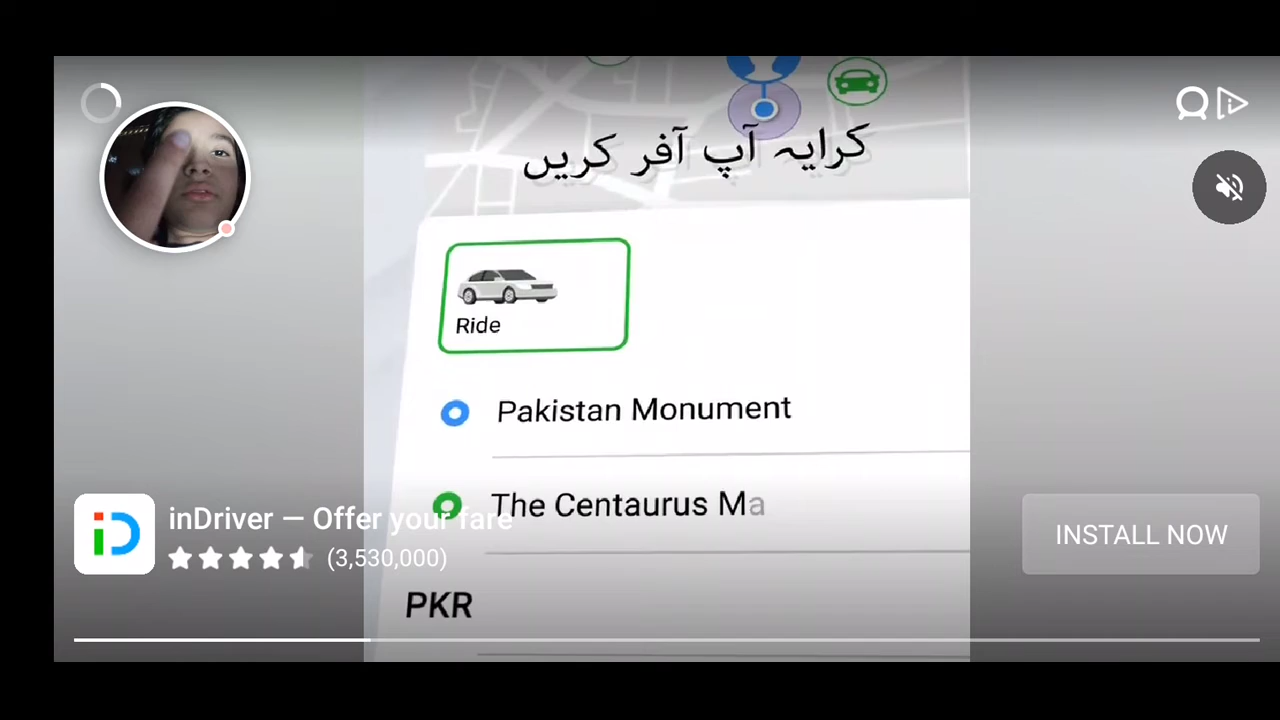 کرایہ آپ آفر کریں
Ride
Pakistan Monument
The Centaurus Ma
inDriver — Offer your fare
(3,530,000)
INSTALL NOW
PKR